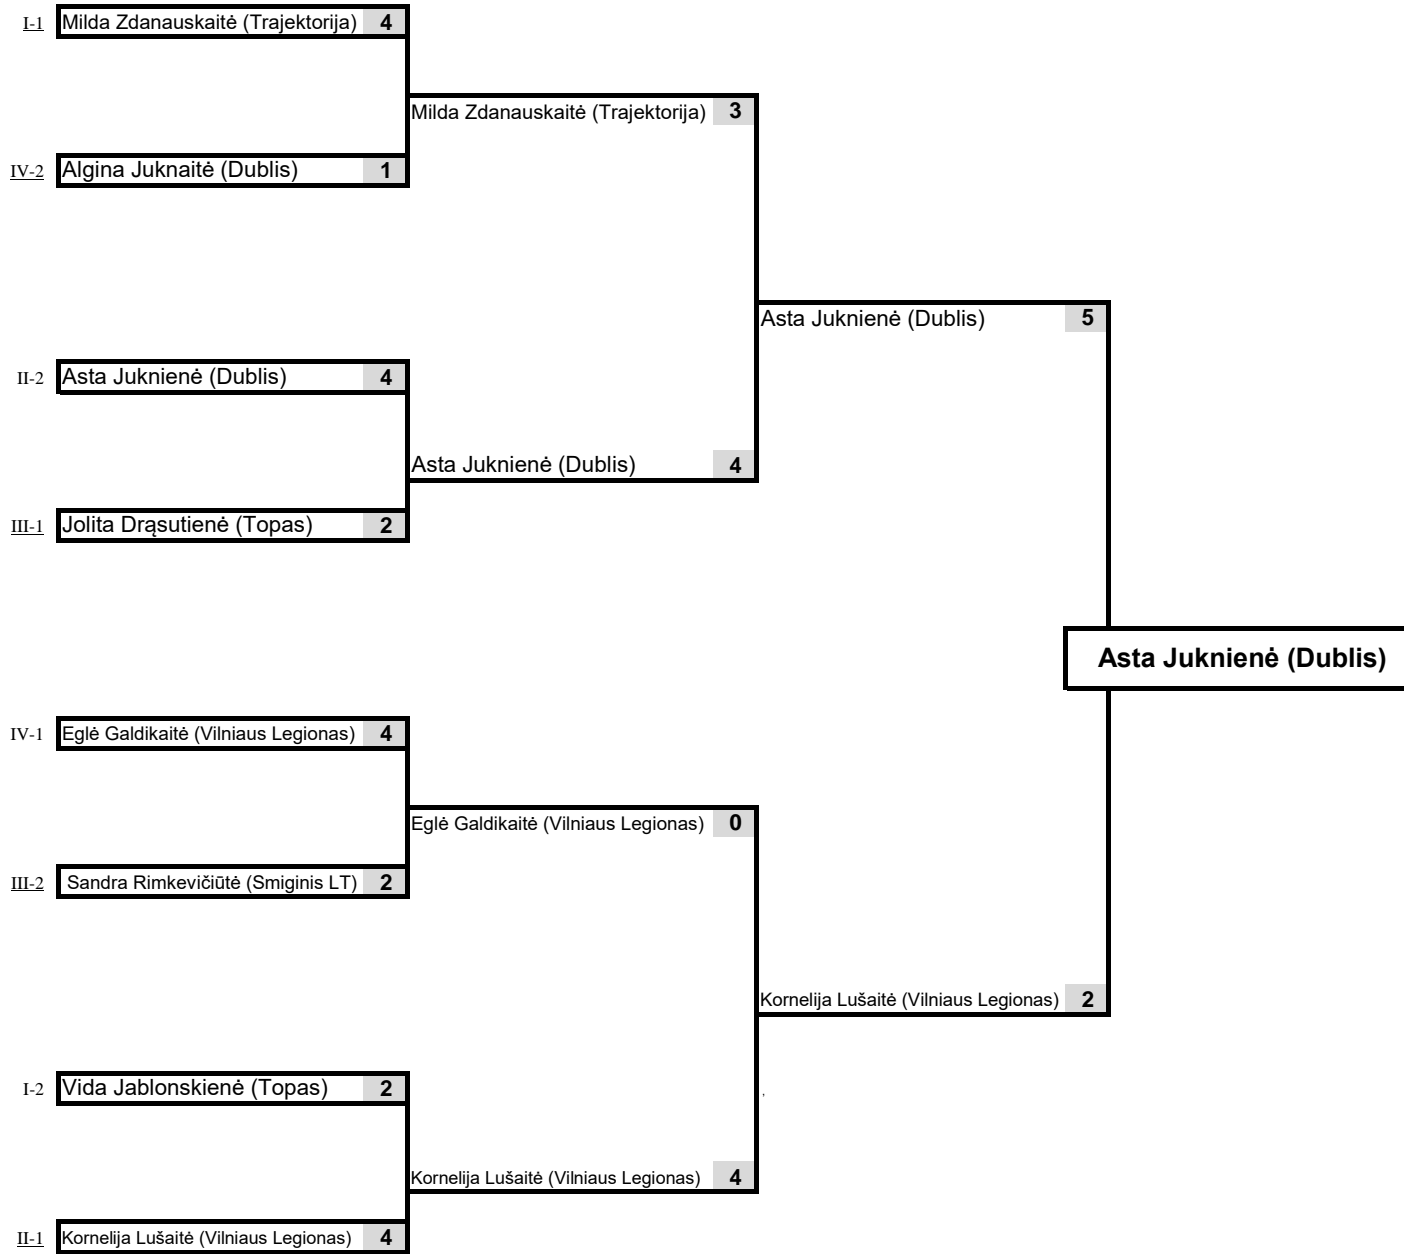 I-1 Milda Zdanauskaitė (Trajektorija) 4
Milda Zdanauskaitė (Trajektorija) 3
IV-2 Algina Juknaitė (Dublis) 1
Asta Juknienė (Dublis) 5
II-2 Asta Juknienė (Dublis) 4
Asta Juknienė (Dublis) 4
III-1 Jolita Drąsutienė (Topas) 2
Asta Juknienė (Dublis)
IV-1 Eglė Galdikaitė (Vilniaus Legionas) 4
Eglė Galdikaitė (Vilniaus Legionas) 0
III-2 Sandra Rimkevičiūtė (Smiginis LT) 2
Kornelija Lušaitė (Vilniaus Legionas) 2
I-2 Vida Jablonskienė (Topas) 2
,
Kornelija Lušaitė (Vilniaus Legionas) 4
II-1 Kornelija Lušaitė (Vilniaus Legionas) 4